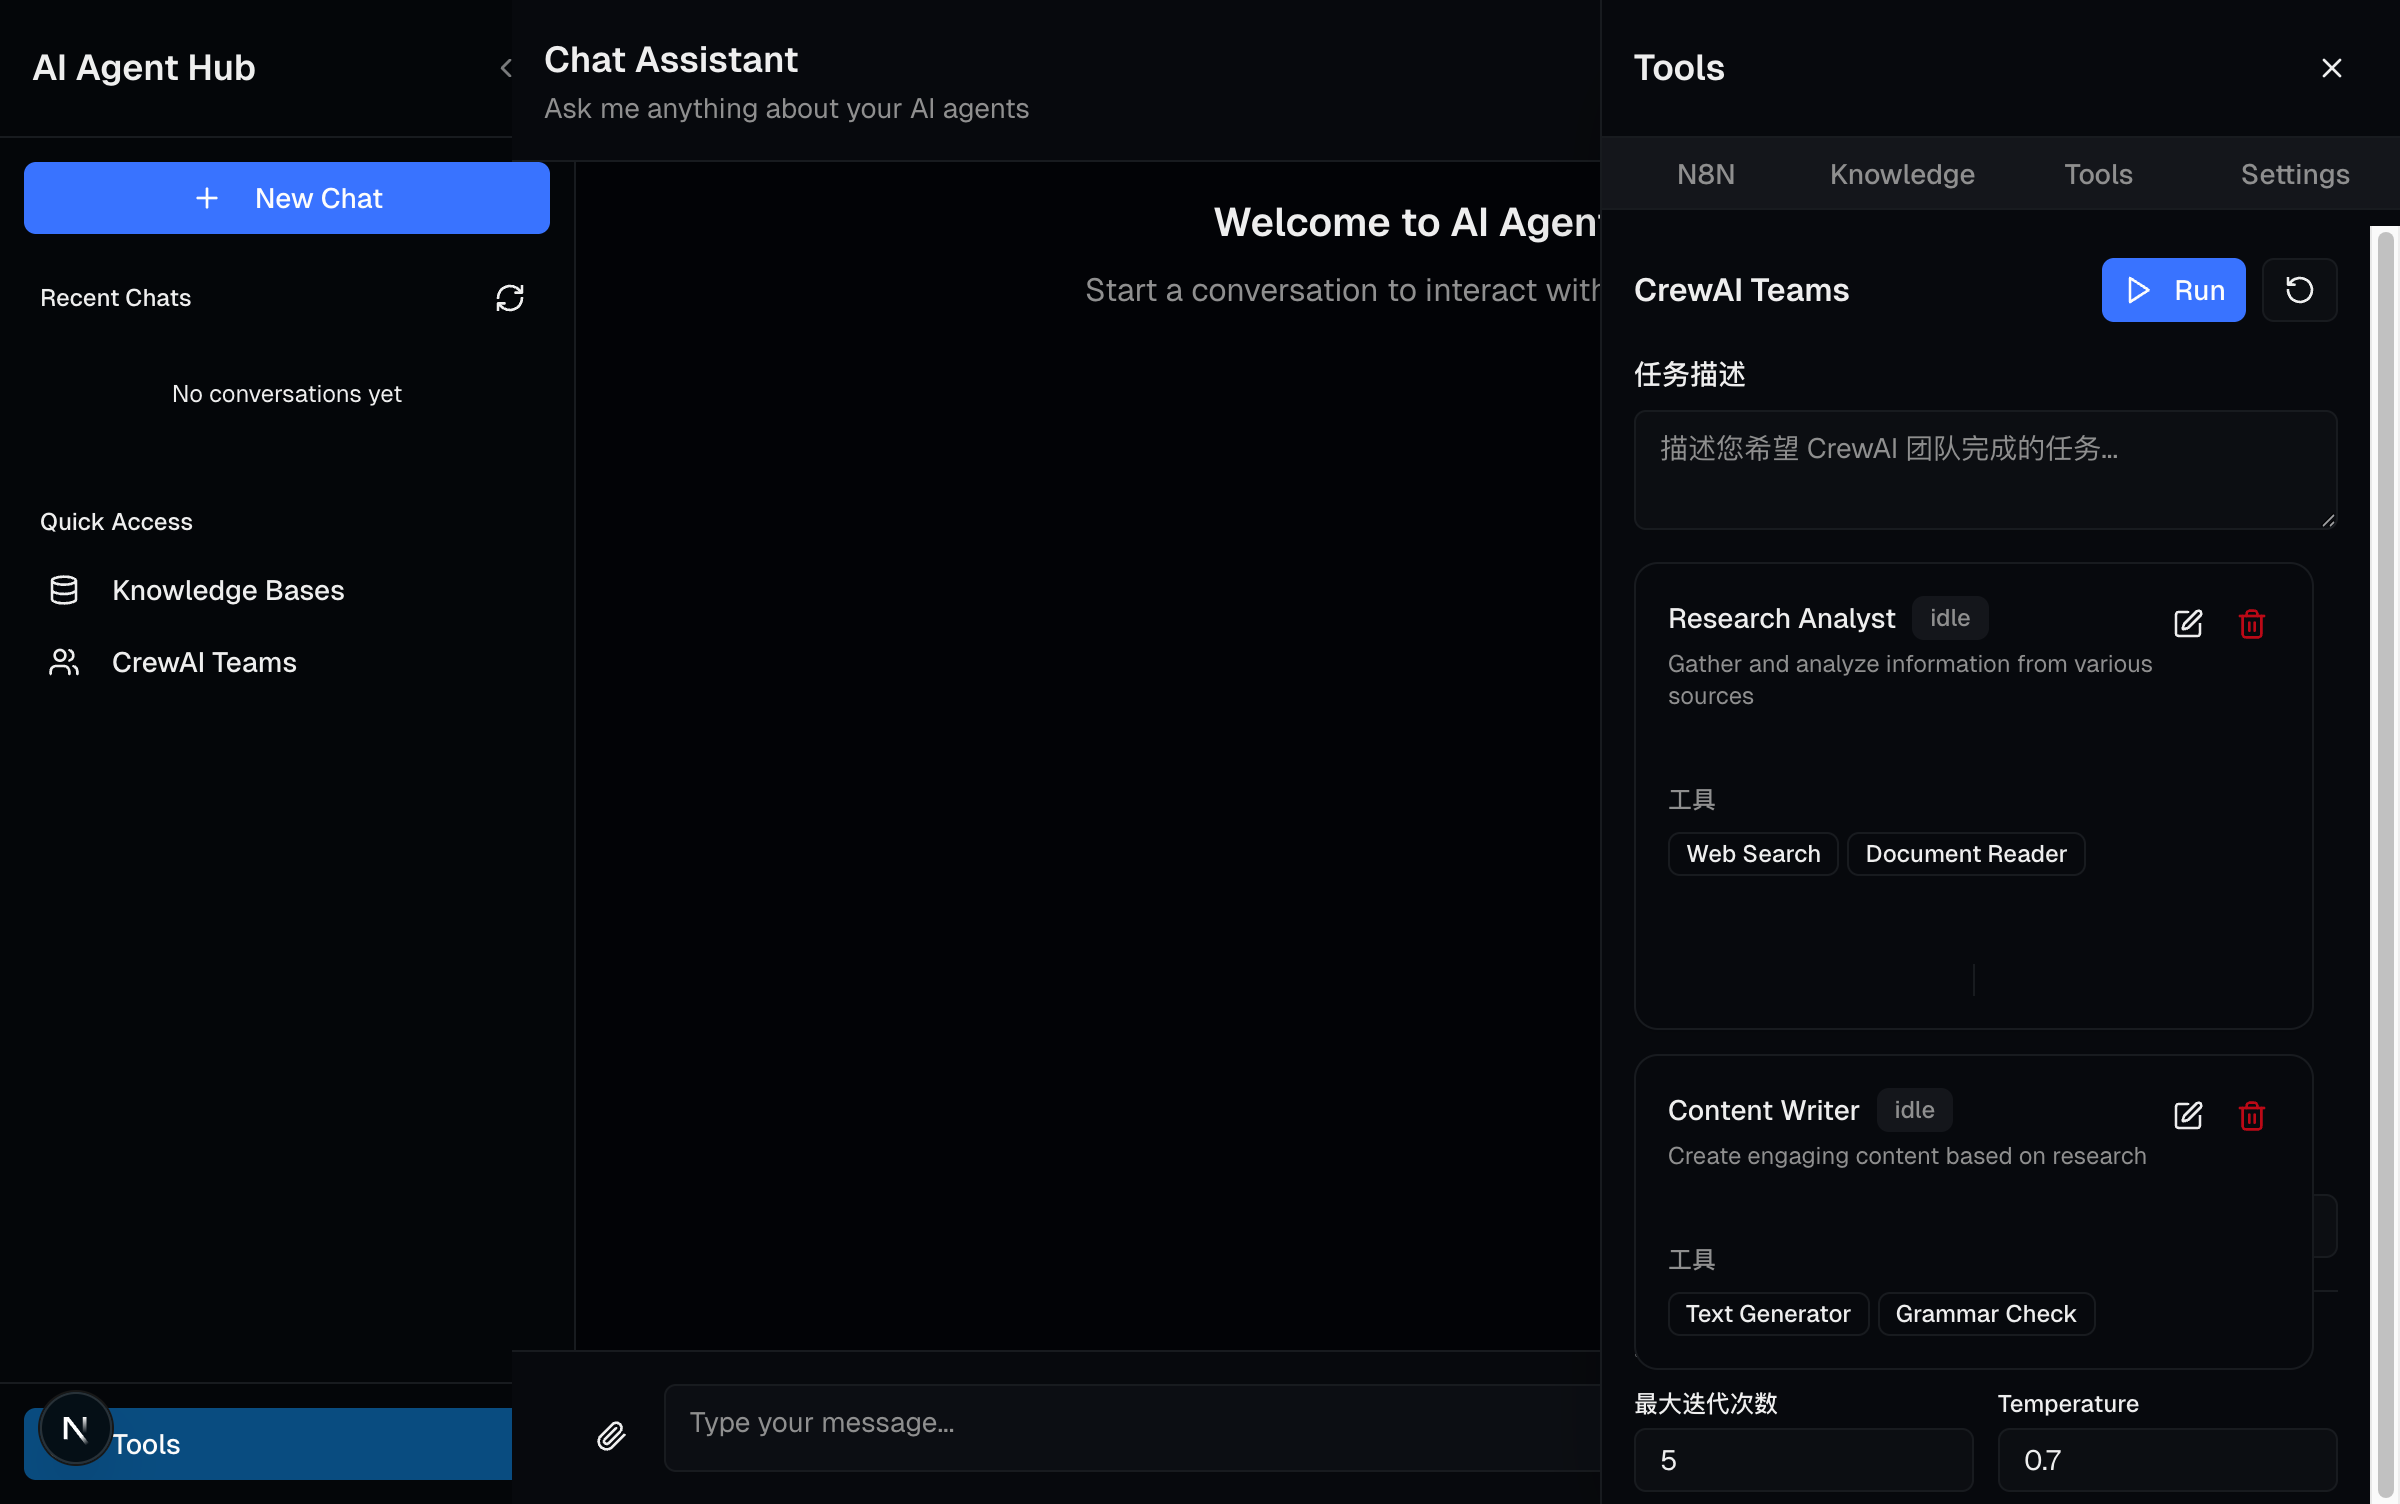 AI Agent Hub
New Chat
Recent Chats
No conversations yet
Quick Access
Knowledge Bases
CrewAI Teams
N
Tools
Chat Assistant
Ask me anything about your AI agents
Welcome to AI Agen
Start a conversation to interact with
Type your message...
Tools
N8N Knowledge Tools Settings
CrewAI Teams
Run
任务描述
描述您希望 CrewAI 团队完成的任务...
Research Analyst idle
Gather and analyze information from various
sources
工具
Web Search Document Reader
Content Writer idle
Create engaging content based on research
工具
Text Generator Grammar Check
最大迭代次数 Temperature
5 0.7